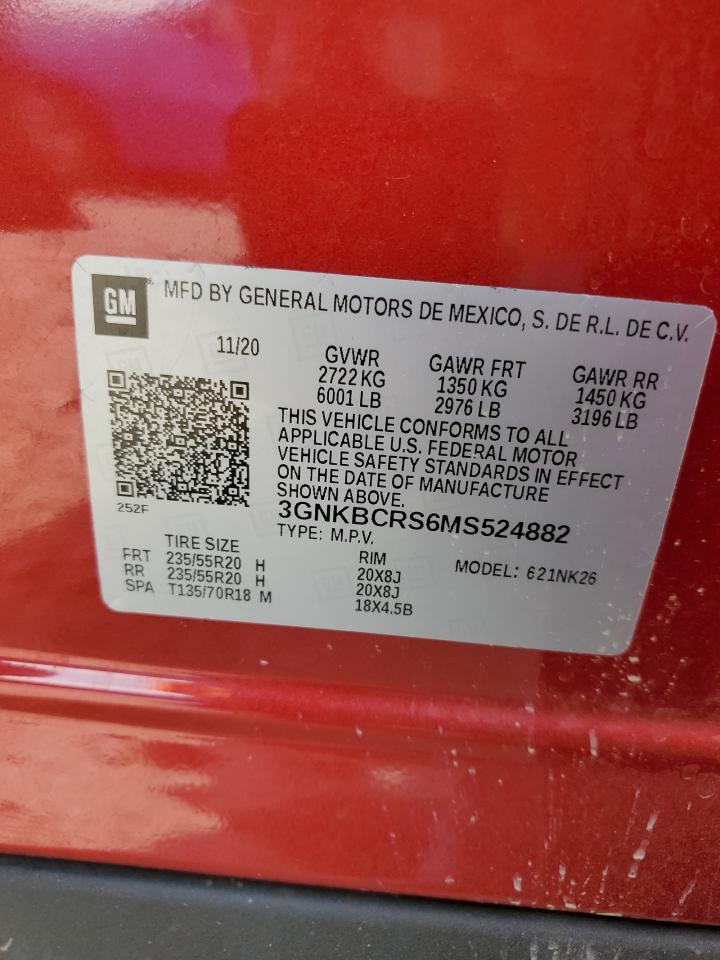 GM
MFD BY GENERAL MOTORS DE MEXICO, S. DE R.L. DE C.V.
11/20
GVWR
2722 KG
6001 LB
GAWR FRT
1350 KG
2976 LB
GAWR RR
1450 KG
3196 LB
THIS VEHICLE CONFORMS TO ALL
APPLICABLE U.S. FEDERAL MOTOR
VEHICLE SAFETY STANDARDS IN EFFECT
ON THE DATE OF MANUFACTURE
SHOWN ABOVE.
252F
3GNKBCRS6MS524882
TYPE: M.P.V.
MODEL: 621NK26
TIRE SIZE RIM
FRT 235/55R20 H 20X8J
RR 235/55R20 H 20X8J
SPA T135/70R18 M 18X4.5B